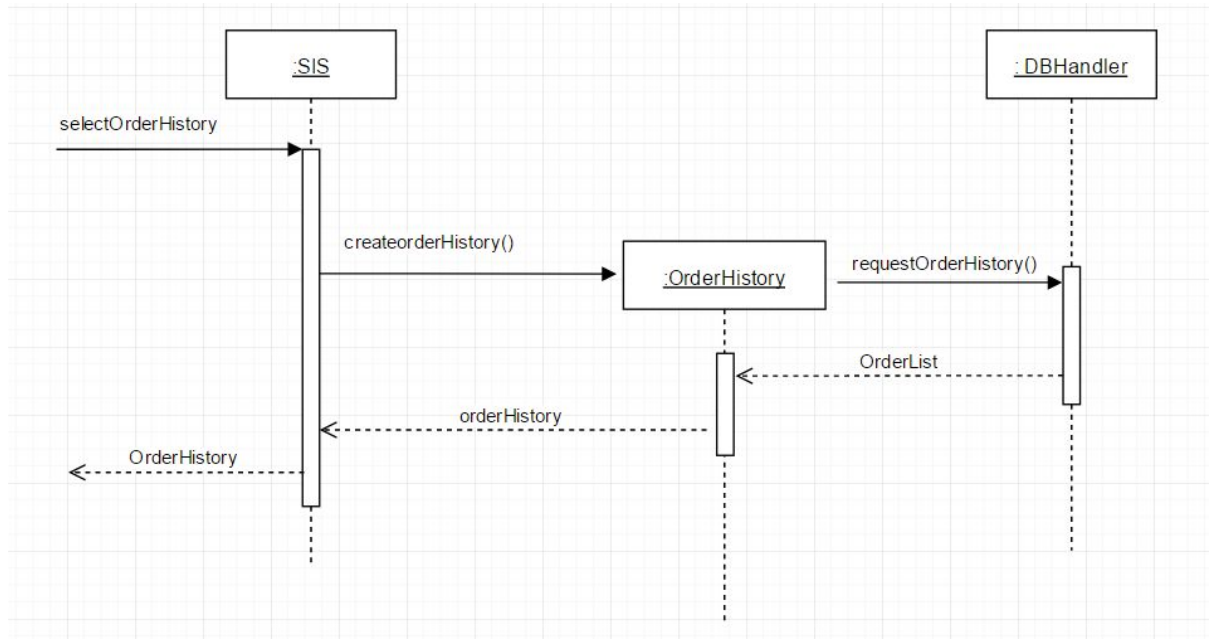 :SIS
: DBHandler
selectOrderHistory
createorderHistory()
:OrderHistory
requestOrderHistory()
OrderList
orderHistory
OrderHistory